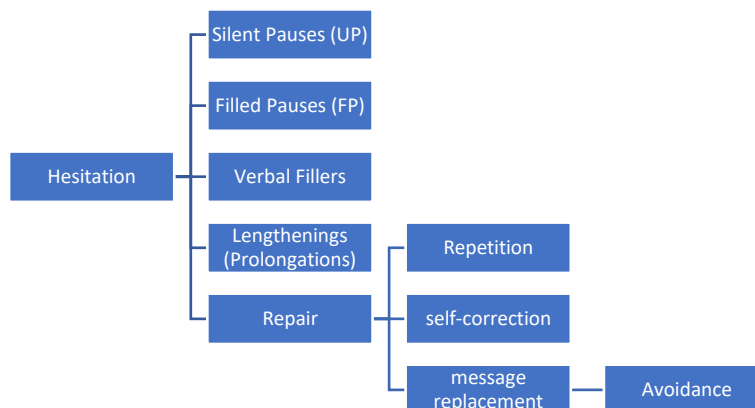 Silent Pauses (UP)
Filled Pauses (FP)
Hesitation
Verbal Fillers
Lengthenings
(Prolongations)
Repetition
Repair
self-correction
message
replacement
Avoidance